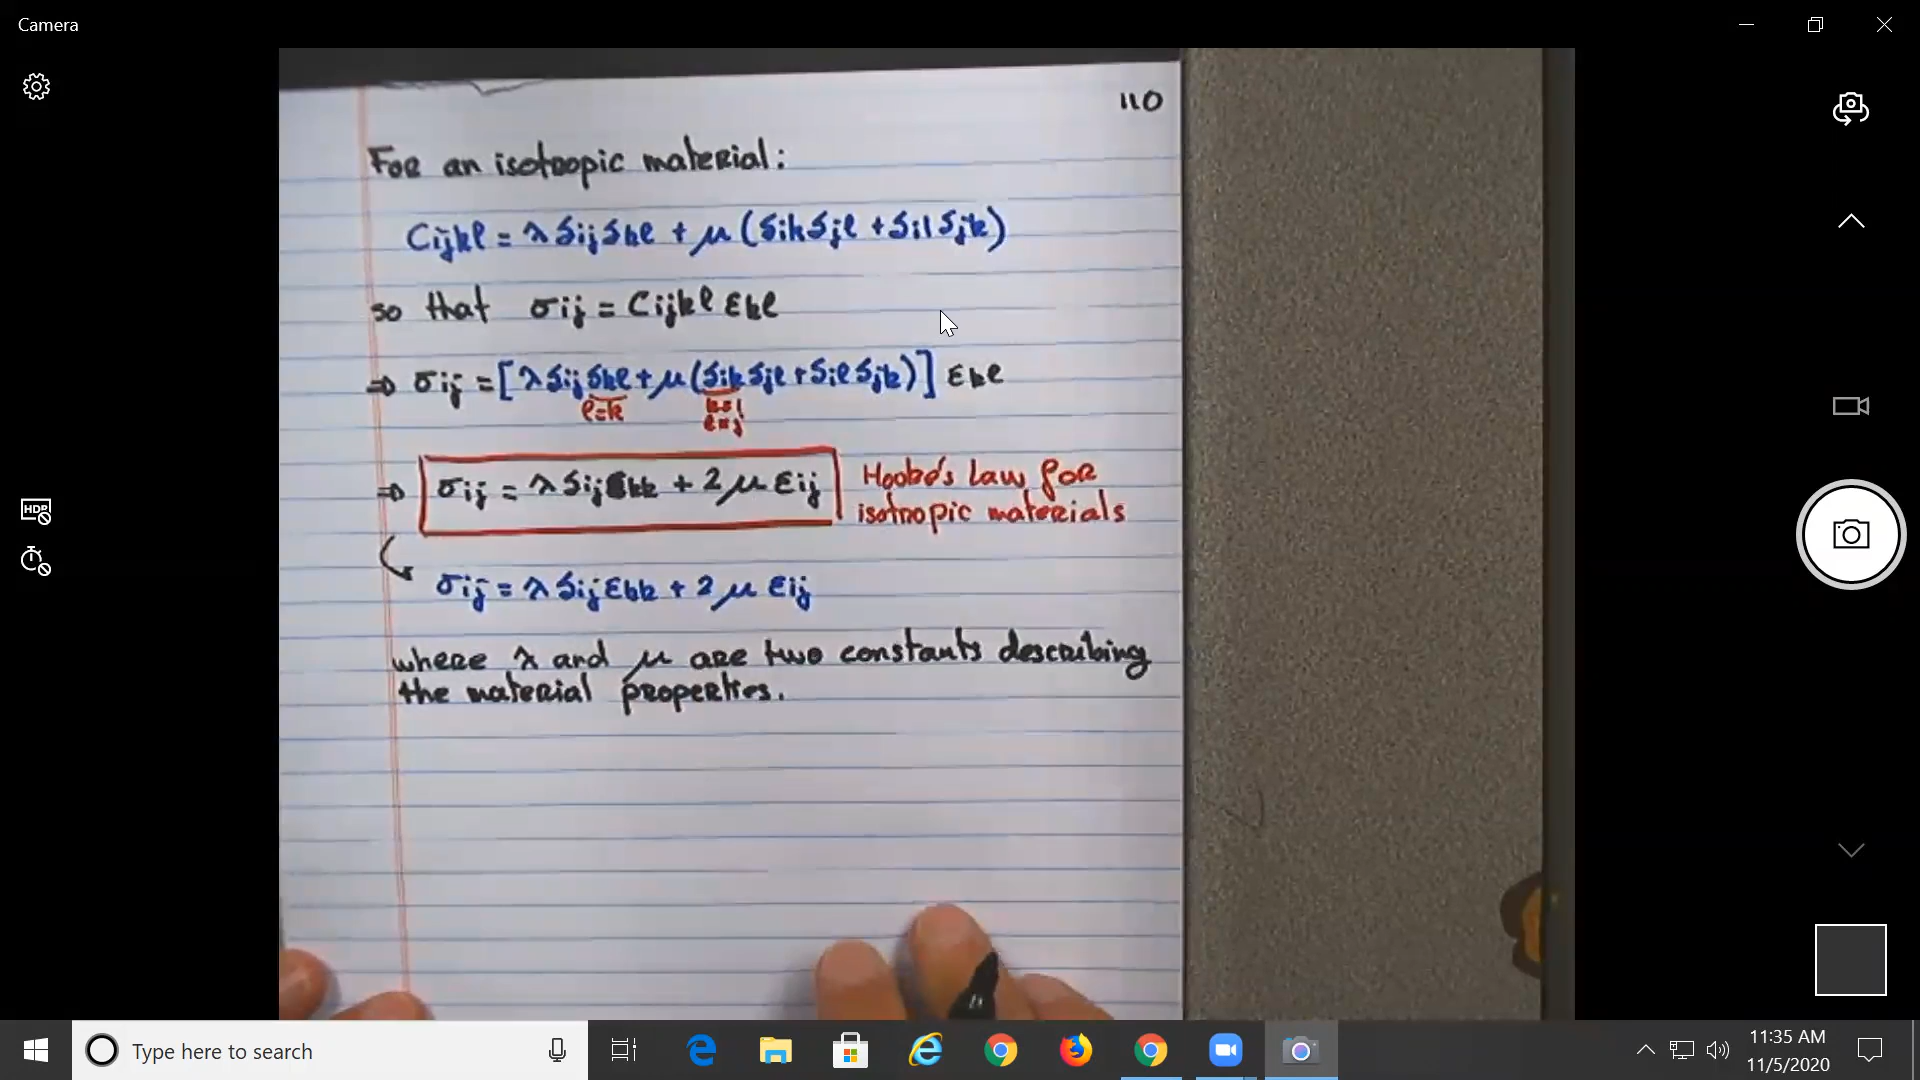 Camera
110
For an isotropic material:
Cijkl = λ δij δkl + μ (δik δjl + δil δjk)
so that σij = Cijkl εkl
⇒ σij = [λ δij δkl + μ (δik δjl + δil δjk)] εkl
l=k k=i
l=j
⇒ σij = λ δij εkk + 2 μ εij Hooke's Law for
isotropic materials
σij = λ δij εkk + 2 μ εij
where λ and μ are two constants describing
the material properties.
HDR
Type here to search
11:35 AM
11/5/2020